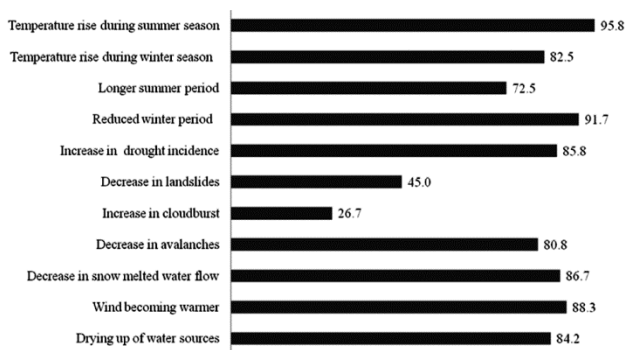 Temperature rise during summer season 95.8
Temperature rise during winter season 82.5
Longer summer period 72.5
Reduced winter period 91.7
Increase in drought incidence 85.8
Decrease in landslides 45.0
Increase in cloudburst 26.7
Decrease in avalanches 80.8
Decrease in snow melted water flow 86.7
Wind becoming warmer 88.3
Drying up of water sources 84.2